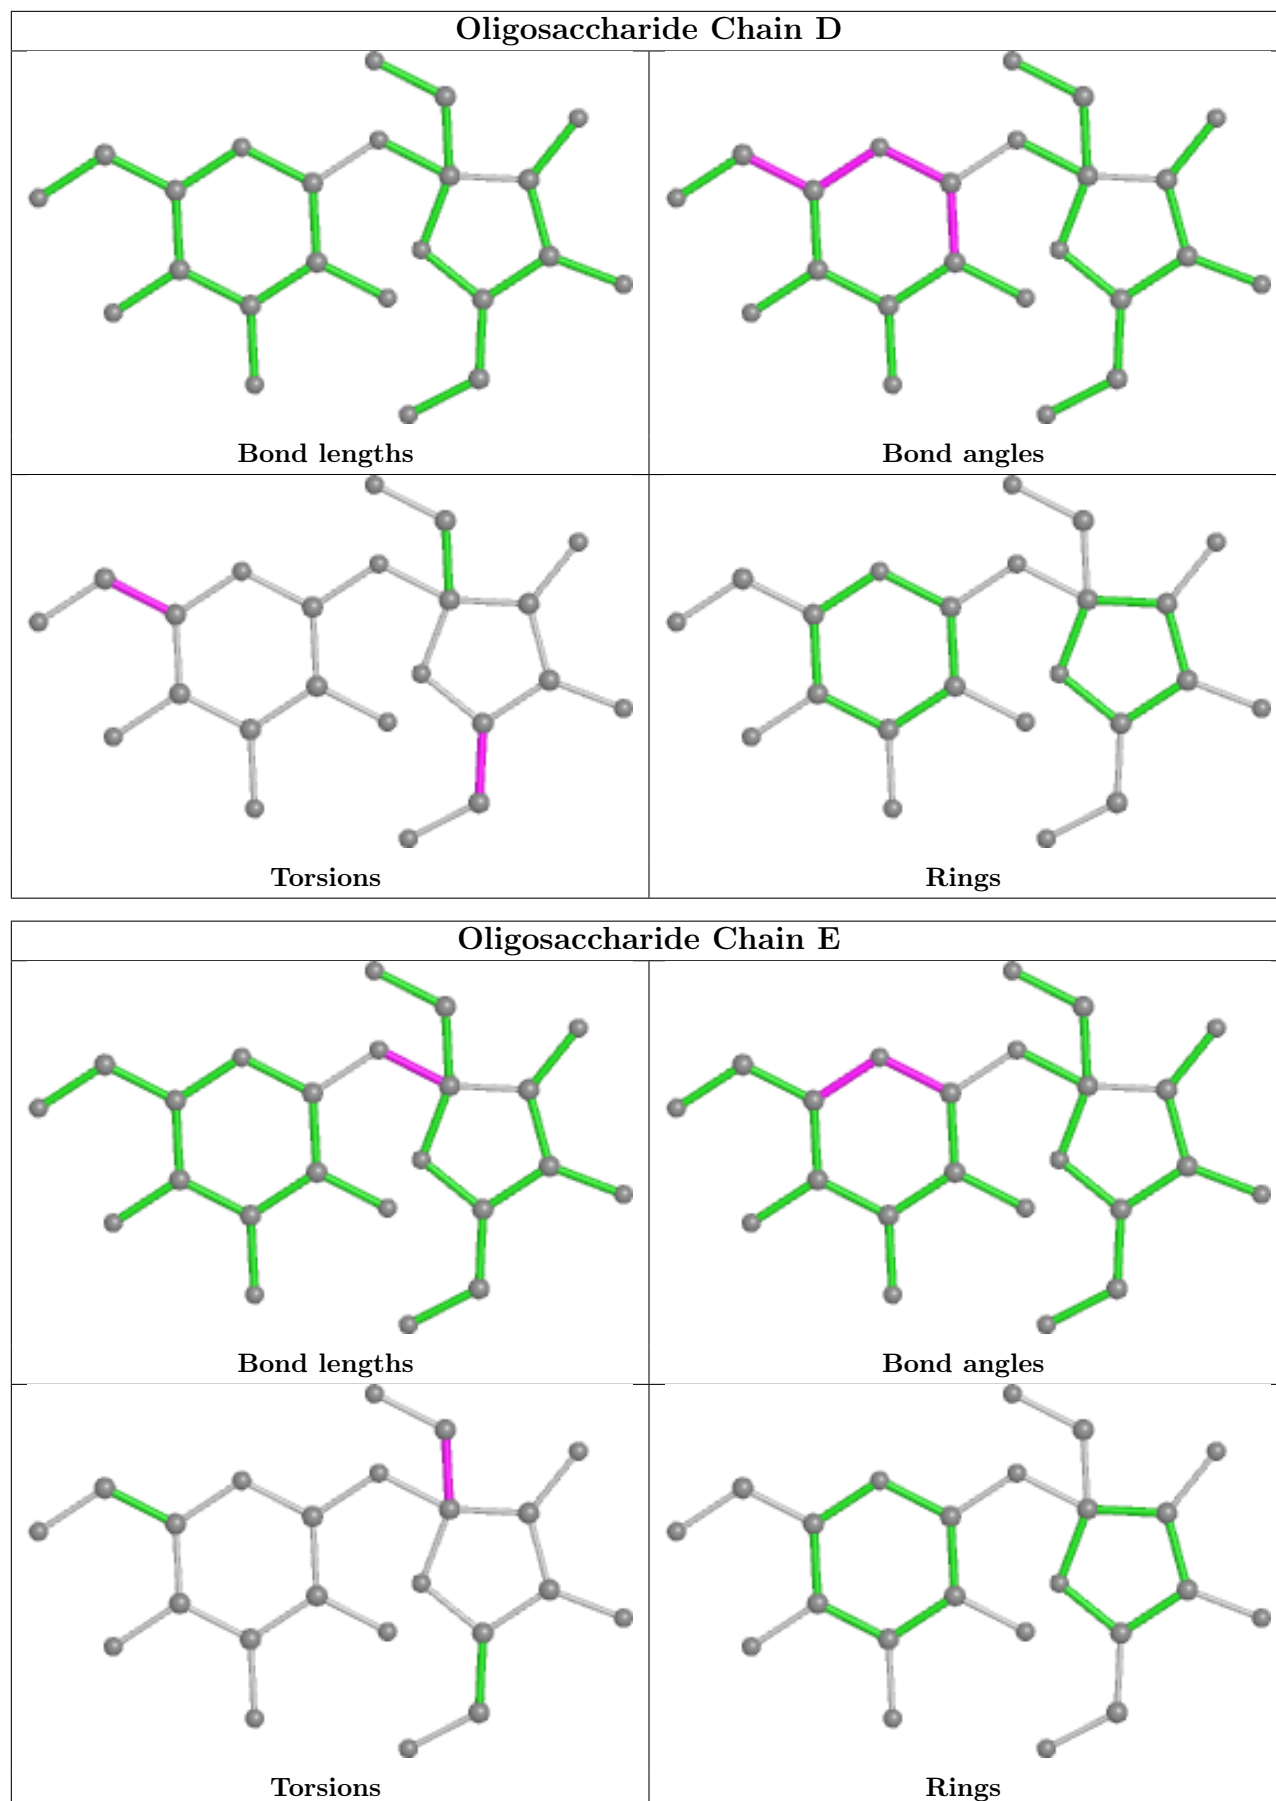 Oligosaccharide Chain D
Bond lengths
Bond angles
Torsions
Rings
Oligosaccharide Chain E
Bond lengths
Bond angles
Torsions
Rings